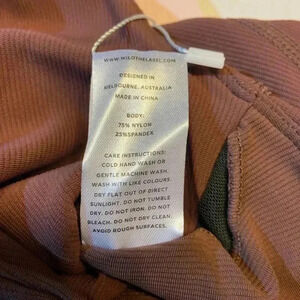 WWW.WILDTHELABEL.COM
DESIGNED IN
MELBOURNE, AUSTRALIA
MADE IN CHINA
BODY:
75% NYLON
25%SPANDEX
CARE INSTRUCTIONS:
COLD HAND WASH OR
GENTLE MACHINE WASH.
WASH WITH LIKE COLOURS.
DRY FLAT OUT OF DIRECT
SUNLIGHT. DO NOT TUMBLE
DRY. DO NOT IRON. DO NOT
BLEACH. DO NOT DRY CLEAN.
AVOID ROUGH SURFACES.